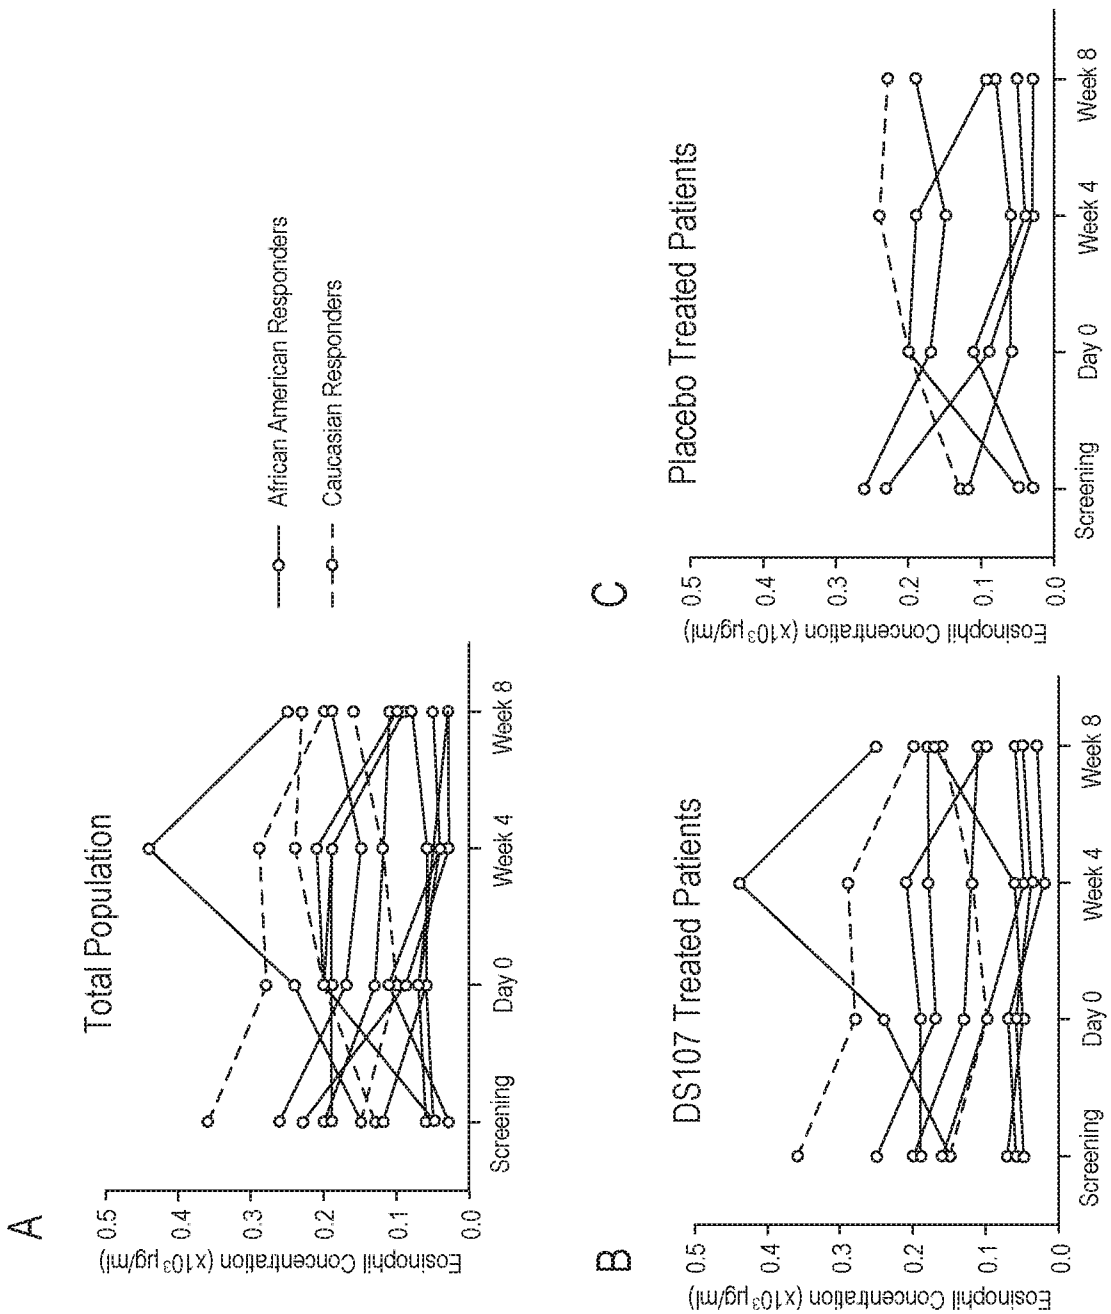 A
Total Population
Eosinophil Concentration (x10³ µg/ml)
0.5
0.4
0.3
0.2
0.1
0.0
Screening
Day 0
Week 4
Week 8
African American Responders
Caucasian Responders
B
DS107 Treated Patients
Eosinophil Concentration (x10³ µg/ml)
0.5
0.4
0.3
0.2
0.1
0.0
Screening
Day 0
Week 4
Week 8
C
Placebo Treated Patients
Eosinophil Concentration (x10³ µg/ml)
0.5
0.4
0.3
0.2
0.1
0.0
Screening
Day 0
Week 4
Week 8